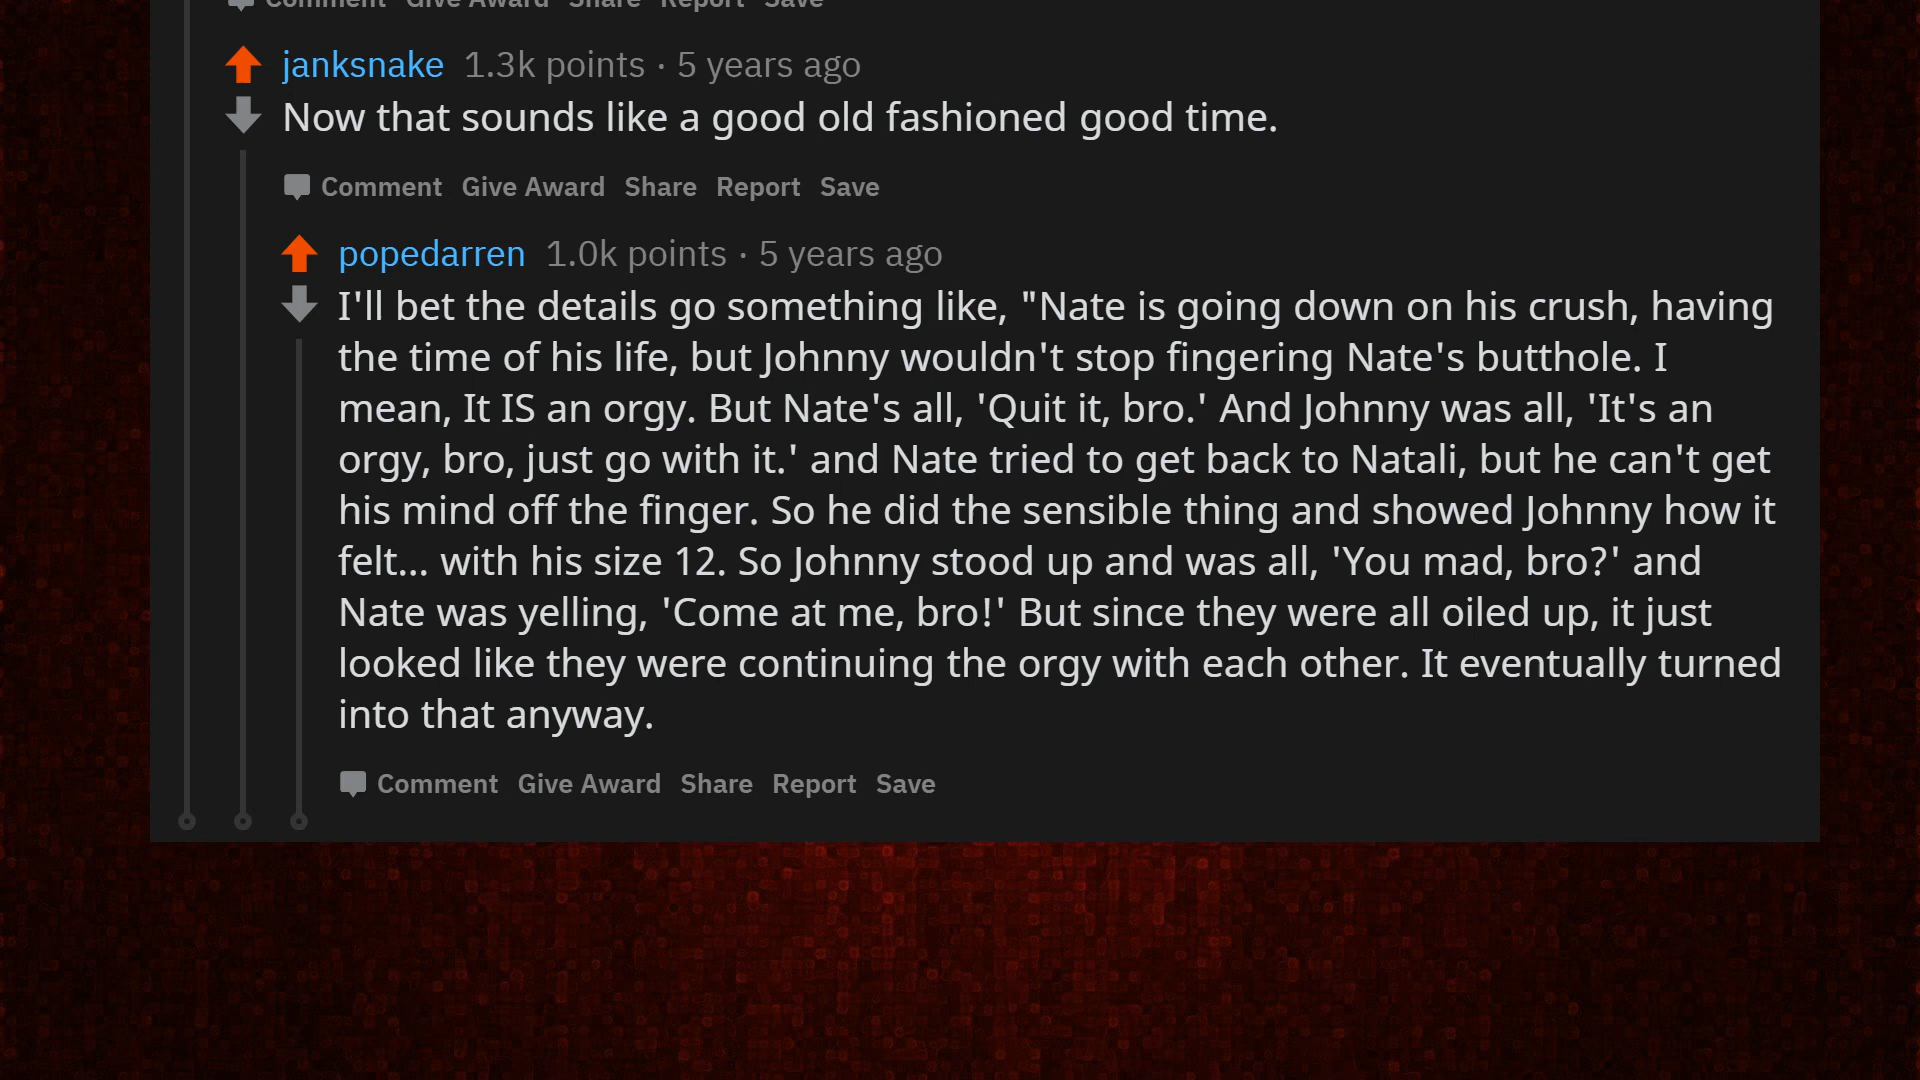 Comment Give Award Share Report Save
janksnake 1.3k points · 5 years ago
Now that sounds like a good old fashioned good time.
Comment Give Award Share Report Save
popedarren 1.0k points · 5 years ago
I'll bet the details go something like, "Nate is going down on his crush, having
the time of his life, but Johnny wouldn't stop fingering Nate's butthole. I
mean, It IS an orgy. But Nate's all, 'Quit it, bro.' And Johnny was all, 'It's an
orgy, bro, just go with it.' and Nate tried to get back to Natali, but he can't get
his mind off the finger. So he did the sensible thing and showed Johnny how it
felt... with his size 12. So Johnny stood up and was all, 'You mad, bro?' and
Nate was yelling, 'Come at me, bro!' But since they were all oiled up, it just
looked like they were continuing the orgy with each other. It eventually turned
into that anyway.
Comment Give Award Share Report Save